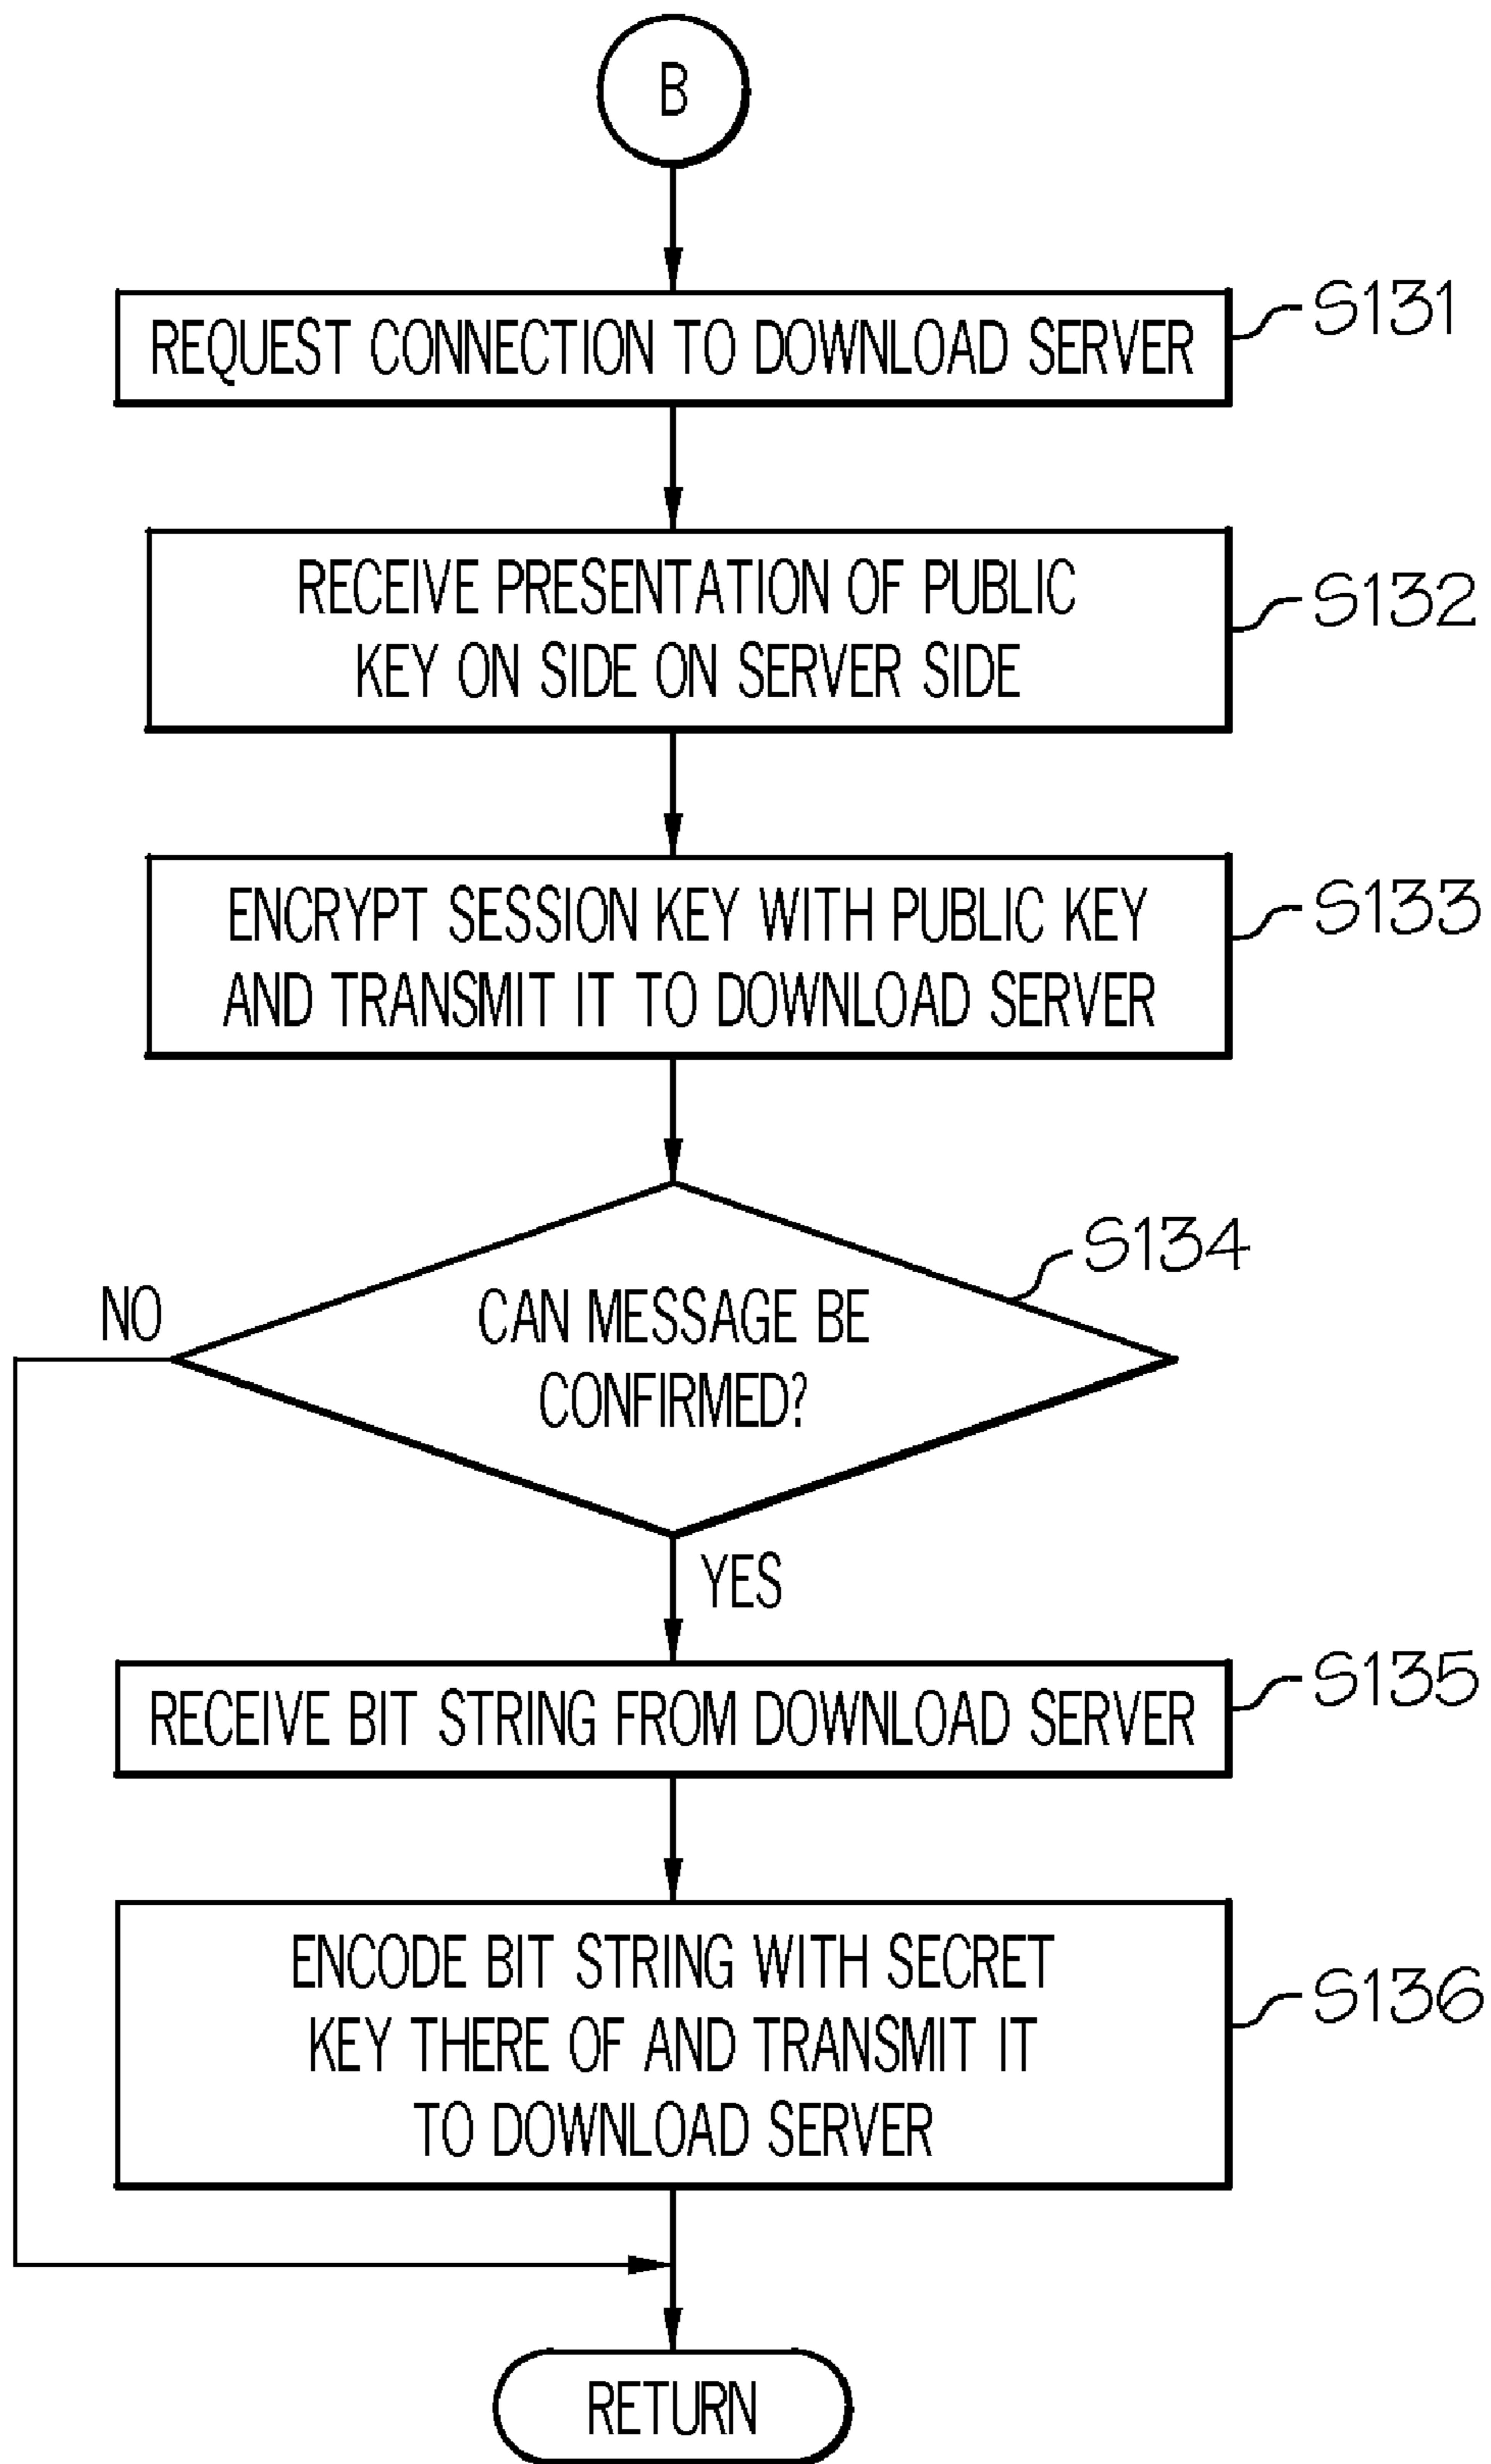 B
REQUEST CONNECTION TO DOWNLOAD SERVER
S131
RECEIVE PRESENTATION OF PUBLIC
KEY ON SIDE ON SERVER SIDE
S132
ENCRYPT SESSION KEY WITH PUBLIC KEY
AND TRANSMIT IT TO DOWNLOAD SERVER
S133
S134
NO
CAN MESSAGE BE
CONFIRMED?
YES
RECEIVE BIT STRING FROM DOWNLOAD SERVER
S135
ENCODE BIT STRING WITH SECRET
KEY THERE OF AND TRANSMIT IT
TO DOWNLOAD SERVER
S136
RETURN